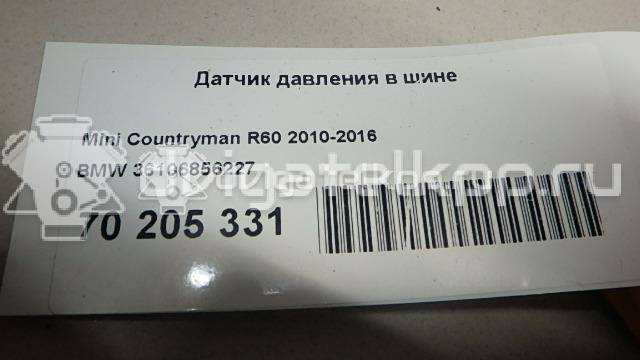 Датчик давления в шине
Mini Countryman R60 2010-2016
BMW 36106856227
70 205 331